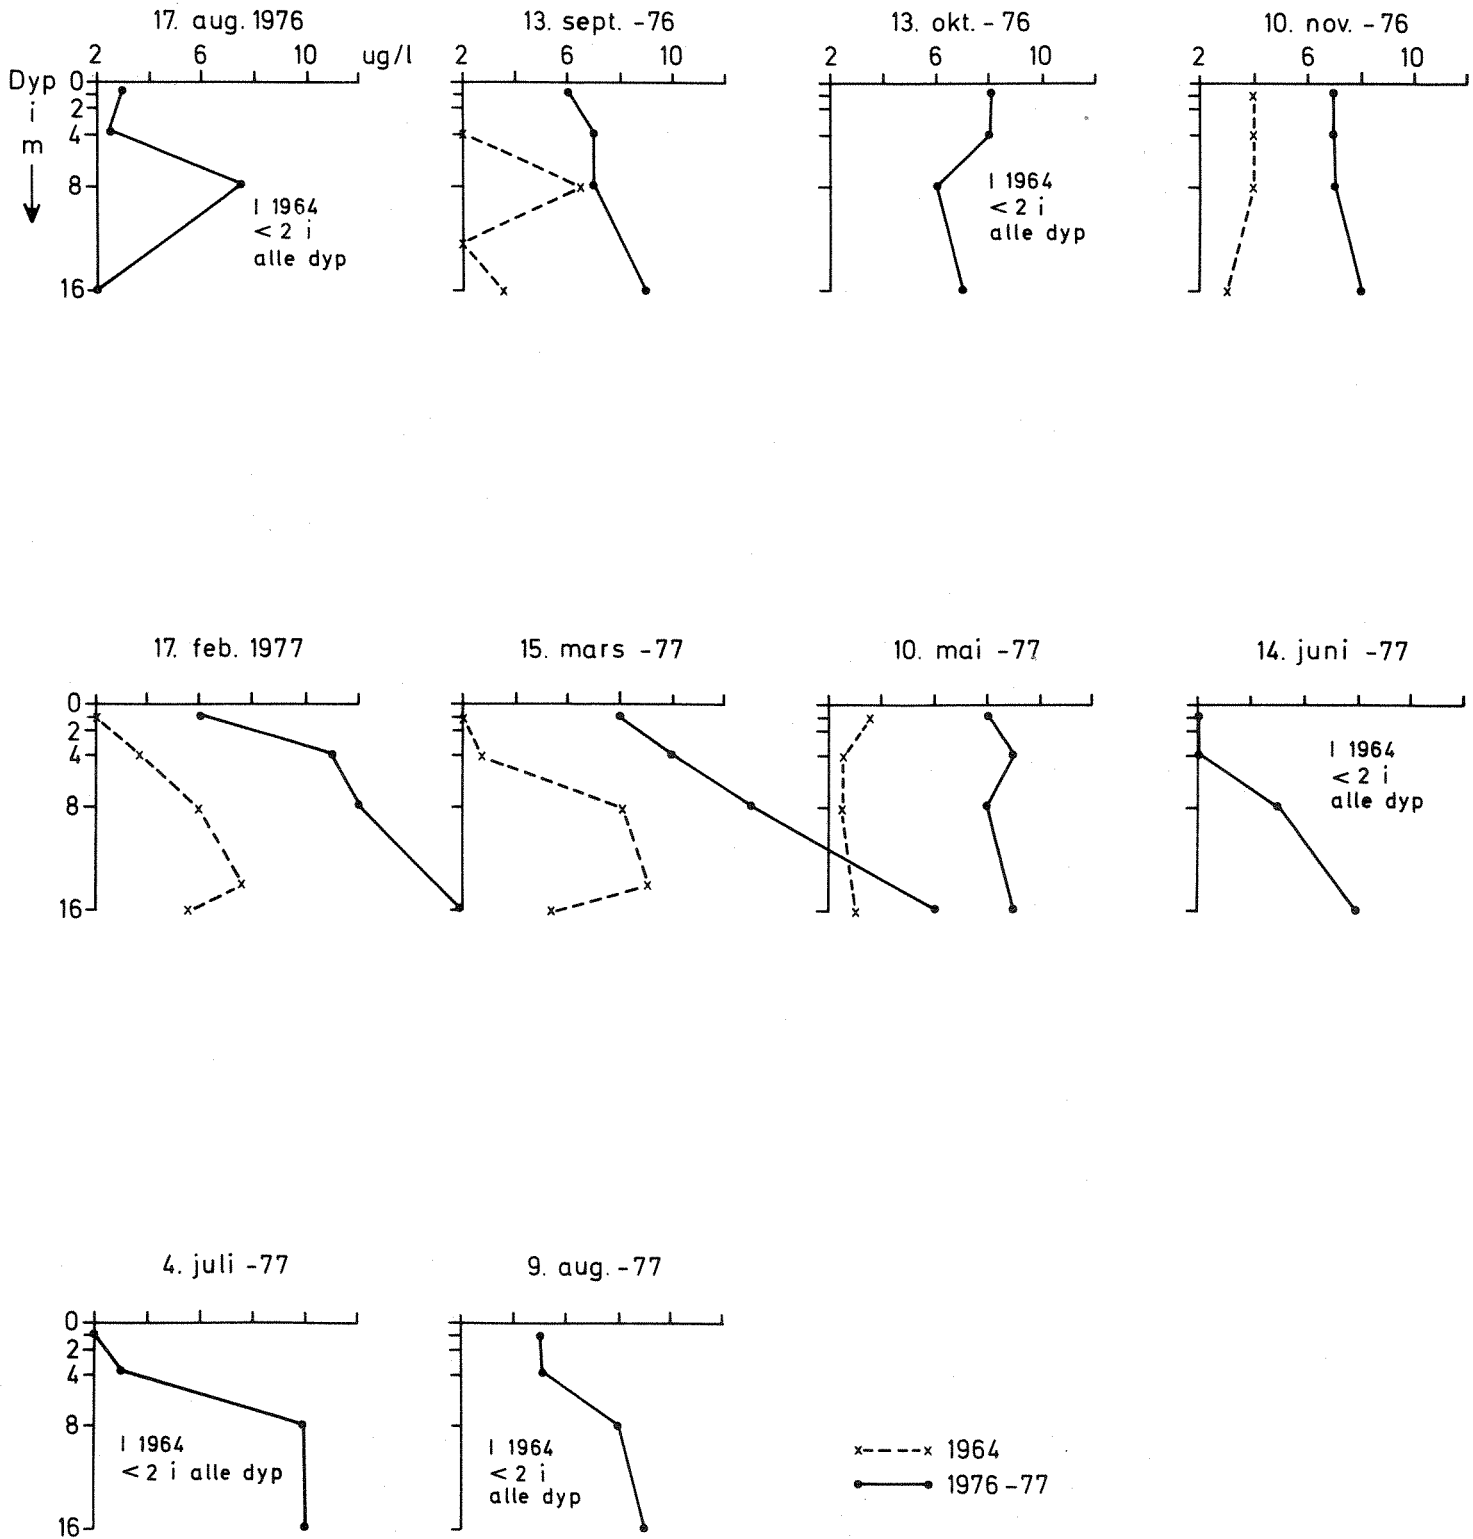 17. aug. 1976
13. sept. -76
13. okt. -76
10. nov. -76
2 6 10 ug/l
2 6 10
2 6 10
2 6 10
Dyp
i
m
0
2
4
8
16
I 1964
< 2 i
alle dyp
I 1964
< 2 i
alle dyp
17. feb. 1977
15. mars -77
10. mai -77
14. juni -77
0
2
4
8
16
I 1964
< 2 i
alle dyp
4. juli -77
9. aug. -77
0
2
4
8
16
I 1964
< 2 i alle dyp
I 1964
< 2 i
alle dyp
x----x 1964
1976-77